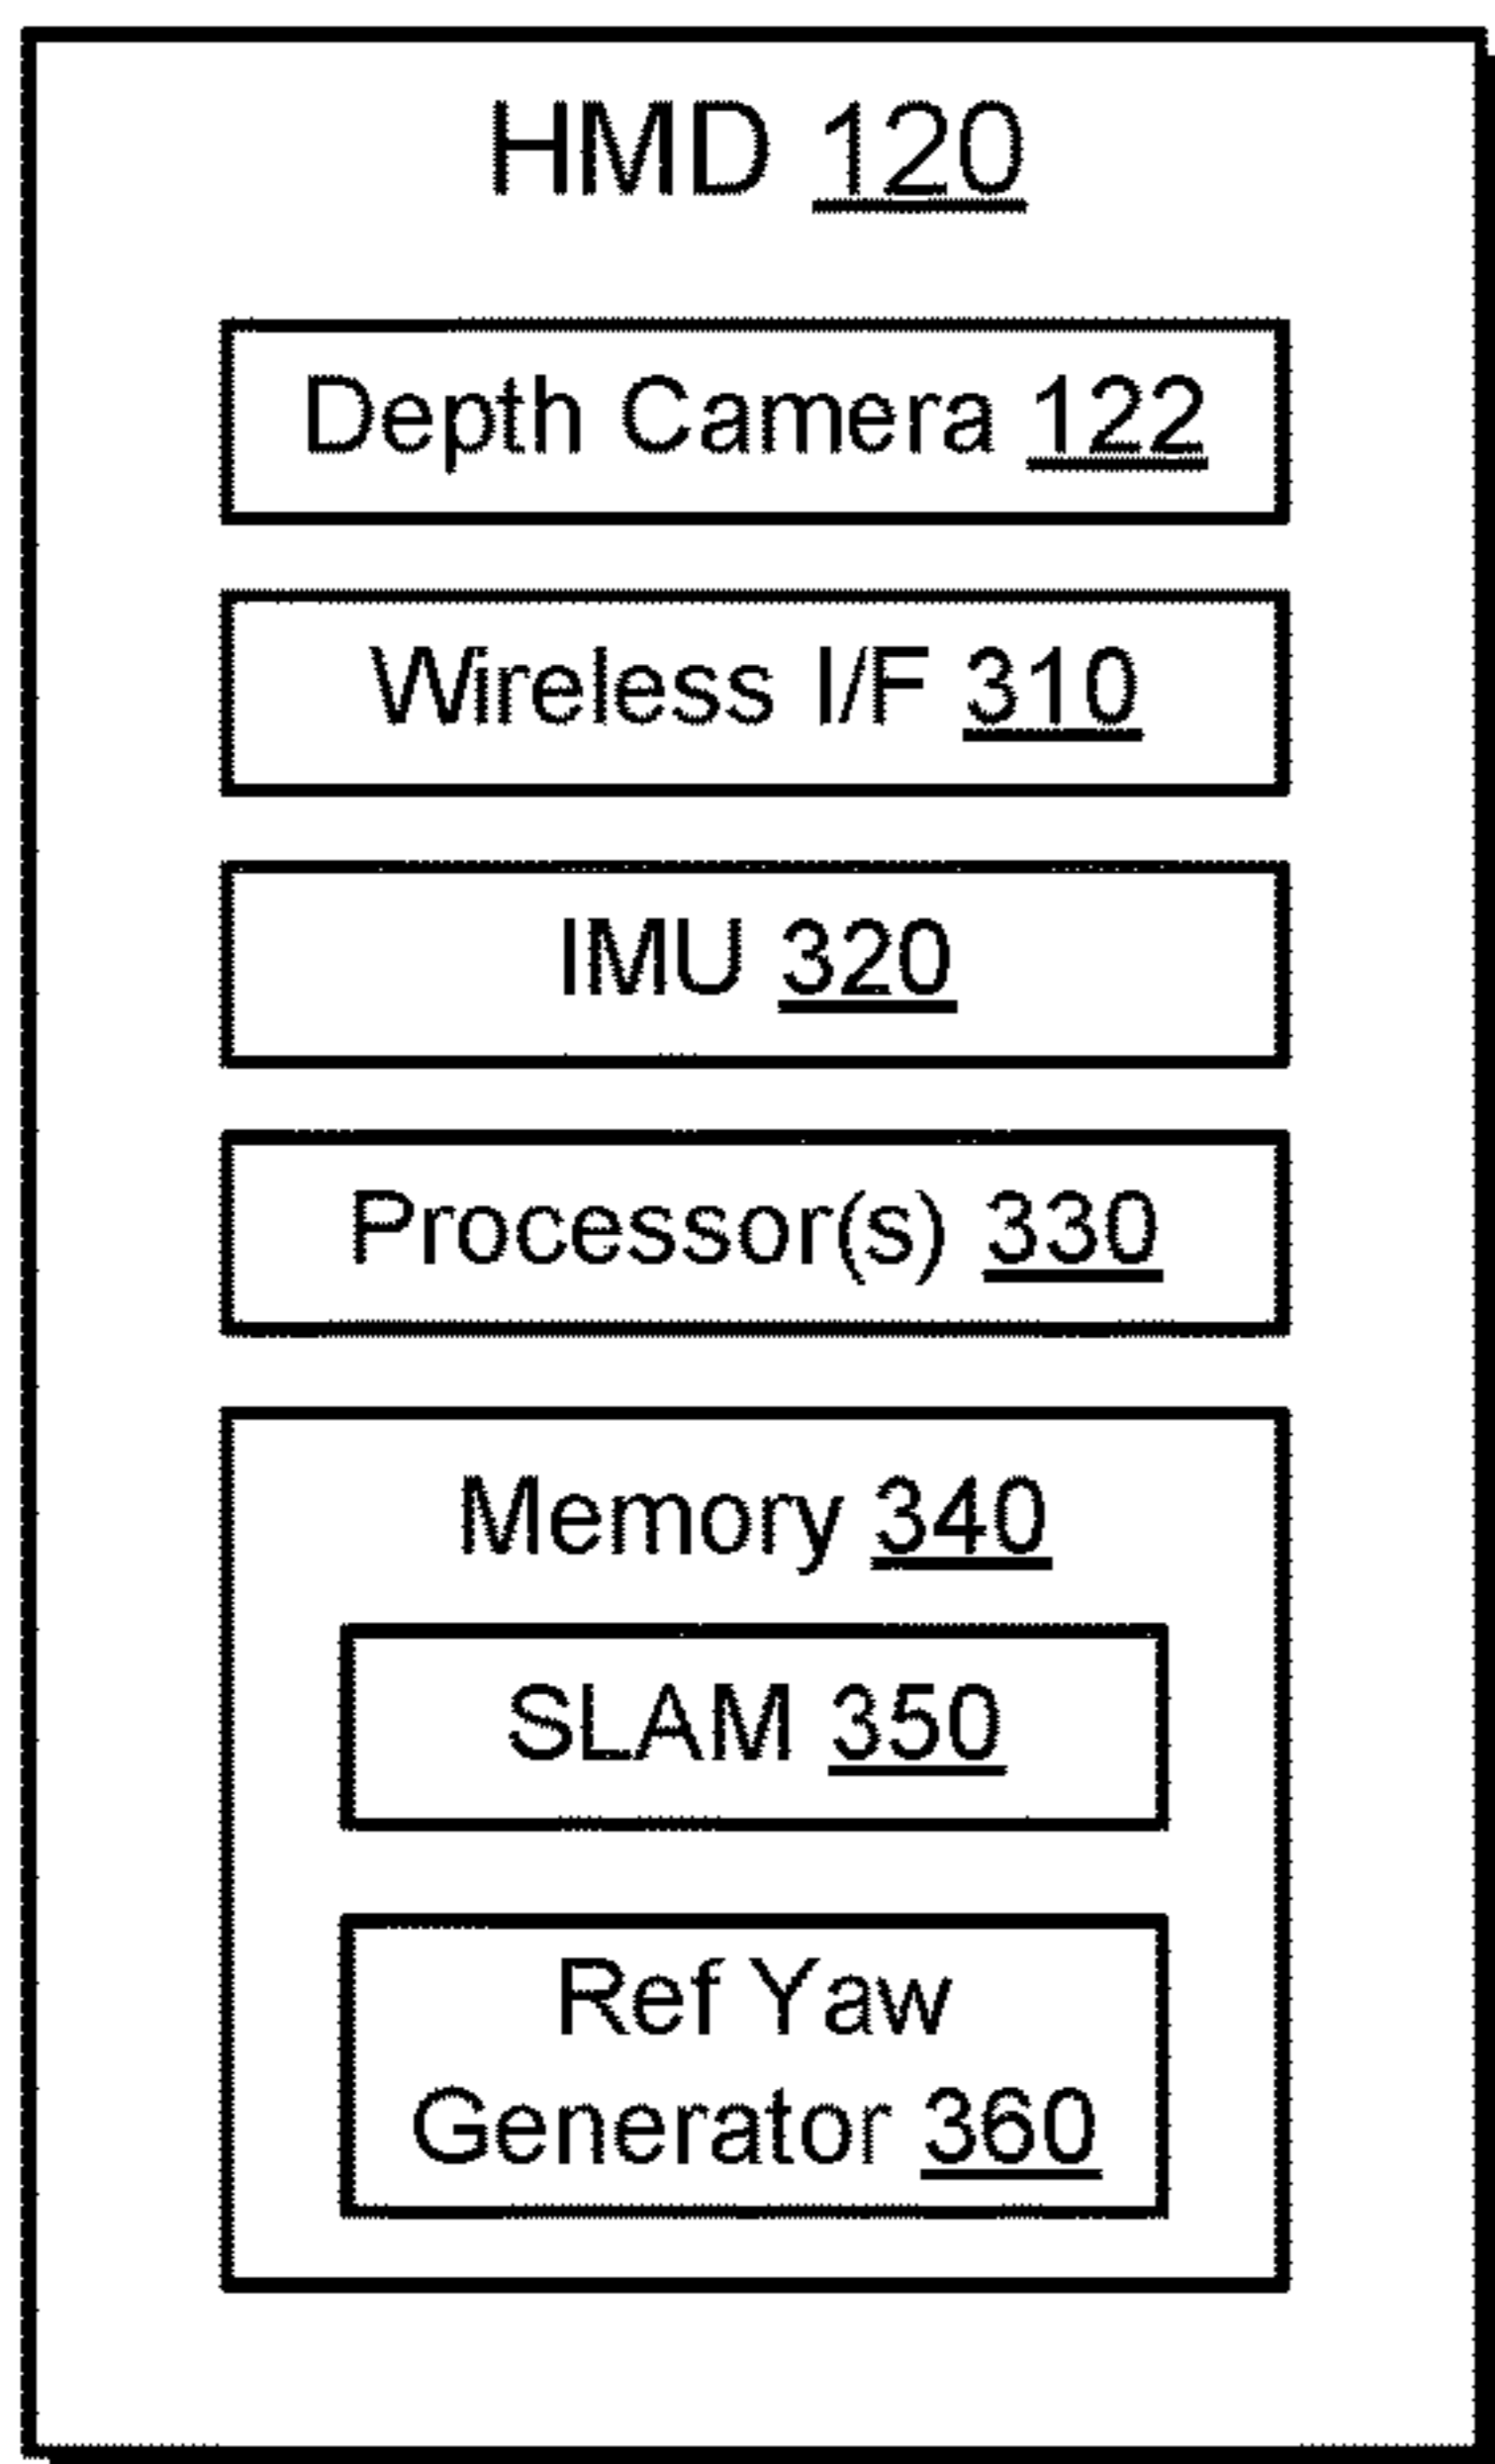 HMD 120
Depth Camera 122
Wireless I/F 310
IMU 320
Processor(s) 330
Memory 340
SLAM 350
Ref Yaw
Generator 360